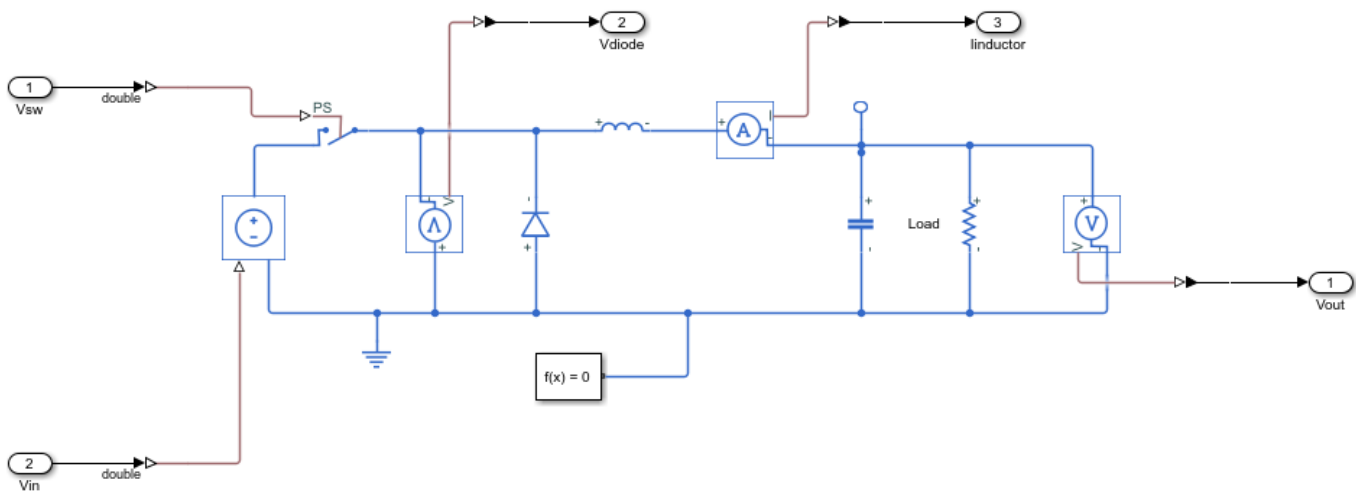 2
Vdiode
3
Iinductor
1
Vsw
double
PS
I
A
V
V
V
Load
V
V
1
Vout
f(x) = 0
2
Vin
double